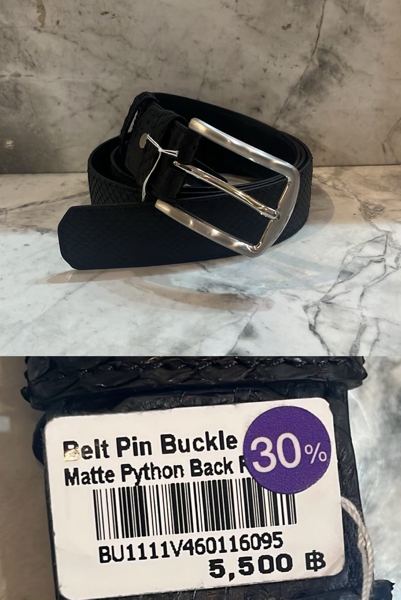 Belt Pin Buckle
30%
Matte Python Back
BU1111V460116095
5,500 ฿